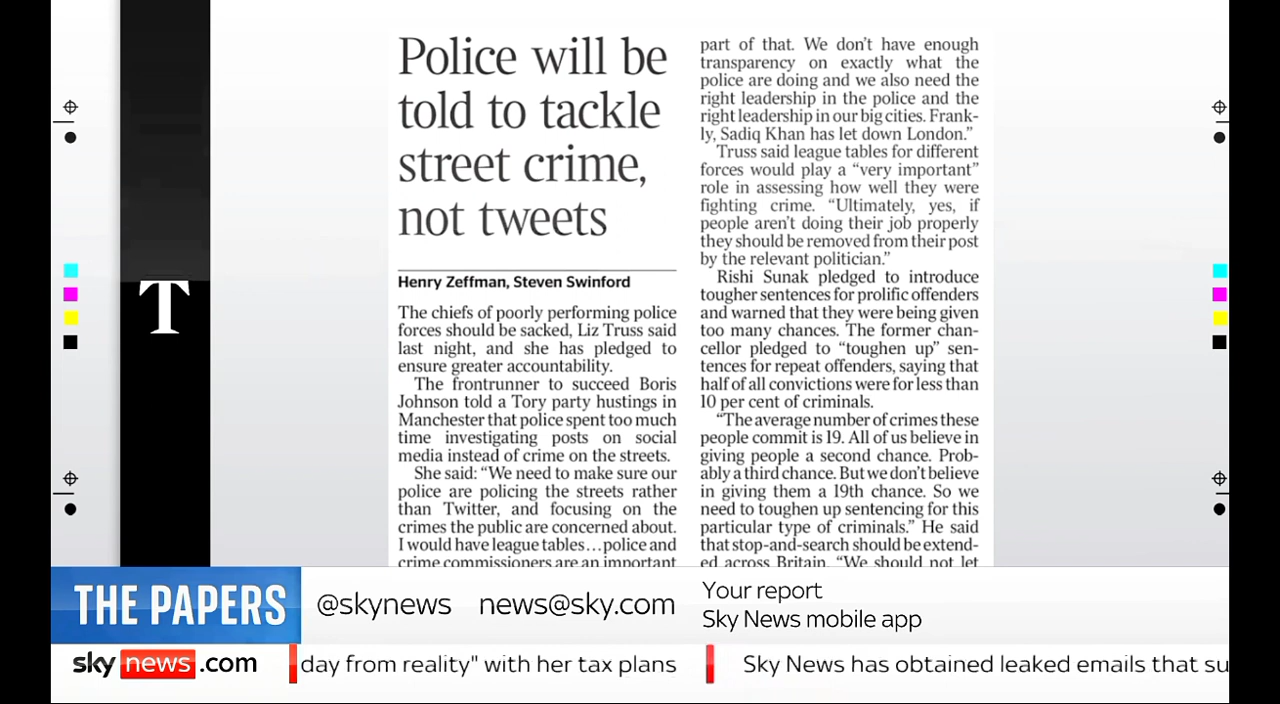 Police will be
told to tackle
street crime,
not tweets
Henry Zeffman, Steven Swinford
The chiefs of poorly performing police
forces should be sacked, Liz Truss said
last night, and she has pledged to
ensure greater accountability.
The frontrunner to succeed Boris
Johnson told a Tory party hustings in
Manchester that police spent too much
time investigating posts on social
media instead of crime on the streets.
She said: “We need to make sure our
police are policing the streets rather
than Twitter, and focusing on the
crimes the public are concerned about.
I would have league tables...police and
crime commissioners are an important
part of that. We don’t have enough
transparency on exactly what the
police are doing and we also need the
right leadership in the police and the
right leadership in our big cities. Frank-
ly, Sadiq Khan has let down London.”
Truss said league tables for different
forces would play a “very important”
role in assessing how well they were
fighting crime. “Ultimately, yes, if
people aren’t doing their job properly
they should be removed from their post
by the relevant politician.”
Rishi Sunak pledged to introduce
tougher sentences for prolific offenders
and warned that they were being given
too many chances. The former chan-
cellor pledged to “toughen up” sen-
tences for repeat offenders, saying that
half of all convictions were for less than
10 per cent of criminals.
“The average number of crimes these
people commit is 19. All of us believe in
giving people a second chance. Prob-
ably a third chance. But we don’t believe
in giving them a 19th chance. So we
need to toughen up sentencing for this
particular type of criminals.” He said
that stop-and-search should be extend-
ed across Britain. “We should not let
T
THE PAPERS
@skynews news@sky.com
Your report
Sky News mobile app
sky news.com
day from reality" with her tax plans
Sky News has obtained leaked emails that su